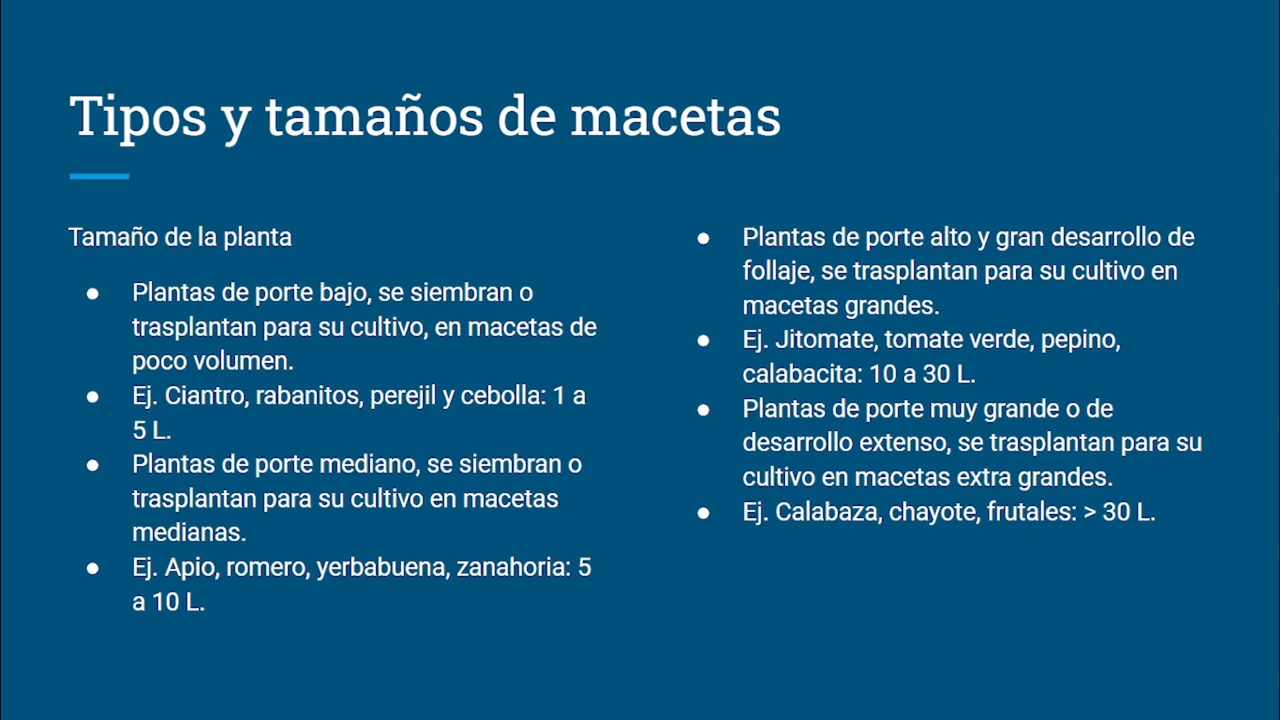 Tipos y tamaños de macetas
Tamaño de la planta
● Plantas de porte bajo, se siembran o
trasplantan para su cultivo, en macetas de
poco volumen.
● Ej. Ciantro, rabanitos, perejil y cebolla: 1 a
5 L.
● Plantas de porte mediano, se siembran o
trasplantan para su cultivo en macetas
medianas.
● Ej. Apio, romero, yerbabuena, zanahoria: 5
a 10 L.
● Plantas de porte alto y gran desarrollo de
follaje, se trasplantan para su cultivo en
macetas grandes.
● Ej. Jitomate, tomate verde, pepino,
calabacita: 10 a 30 L.
● Plantas de porte muy grande o de
desarrollo extenso, se trasplantan para su
cultivo en macetas extra grandes.
● Ej. Calabaza, chayote, frutales: > 30 L.